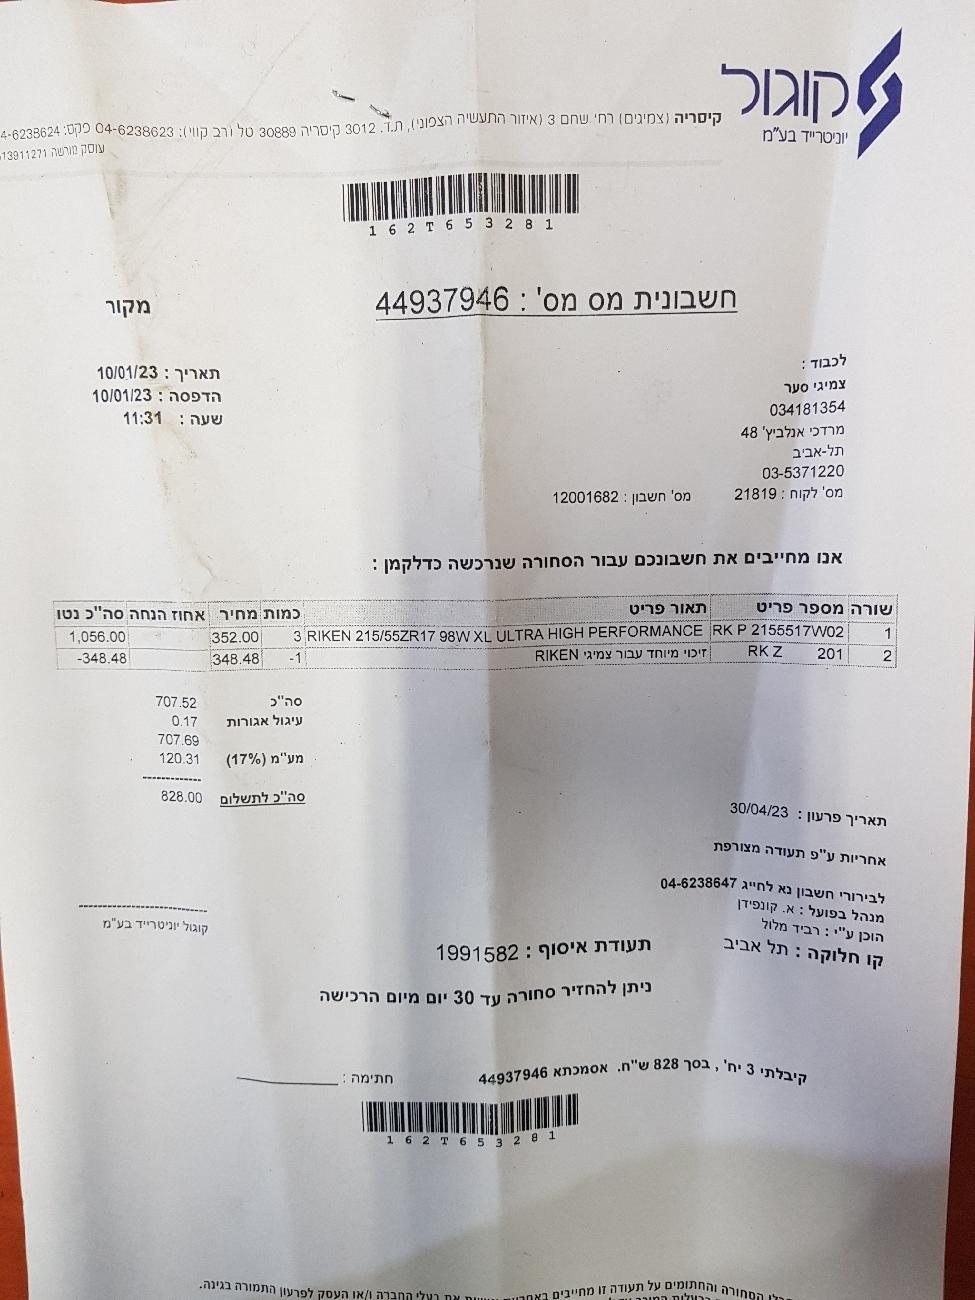 קוגול
יוניטרייד בע"מ
קיסריה (צמיגים) רח' שחם 3 (איזור התעשיה הצפוני), ת.ד. 3012 קיסריה 30889 טל (רב קווי): 04-6238623 פקס: 4-6238624
עוסק מורשה 13911271
162T653281
חשבונית מס מס' : 44937946
מקור
תאריך : 10/01/23
הדפסה : 10/01/23
שעה : 11:31
לכבוד :
צמיגי סער
034181354
מרדכי אנלביץ' 48
תל-אביב
03-5371220
מס' לקוח : 21819 מס' חשבון : 12001682
אנו מחייבים את חשבונכם עבור הסחורה שנרכשה כדלקמן :
שורה מספר פריט תאור פריט כמות מחיר אחוז הנחה סה"כ נטו
1 RK P 2155517W02 RIKEN 215/55ZR17 98W XL ULTRA HIGH PERFORMANCE 3 352.00 1,056.00
2 RK Z 201 זיכוי מיוחד עבור צמיגי RIKEN -1 348.48 -348.48
סה"כ 707.52
עיגול אגורות 0.17
707.69
מע"מ (17%) 120.31
סה"כ לתשלום 828.00
תאריך פרעון : 30/04/23
אחריות ע"פ תעודה מצורפת
לבירורי חשבון נא לחייג 04-6238647
מנהל בפועל : א. קונפידן
הוכן ע"י : רביד מלול
קו חלוקה : תל אביב
קוגול יוניטרייד בע"מ
תעודת איסוף : 1991582
ניתן להחזיר סחורה עד 30 יום מיום הרכישה
קיבלתי 3 יח' , בסך 828 ש"ח. אסמכתא 44937946 חתימה :
162T653281
הסחורה והחתומים על תעודה זו מחייבים את בעלי החברה ו/או העסק לפרעון התמורה בגינה.